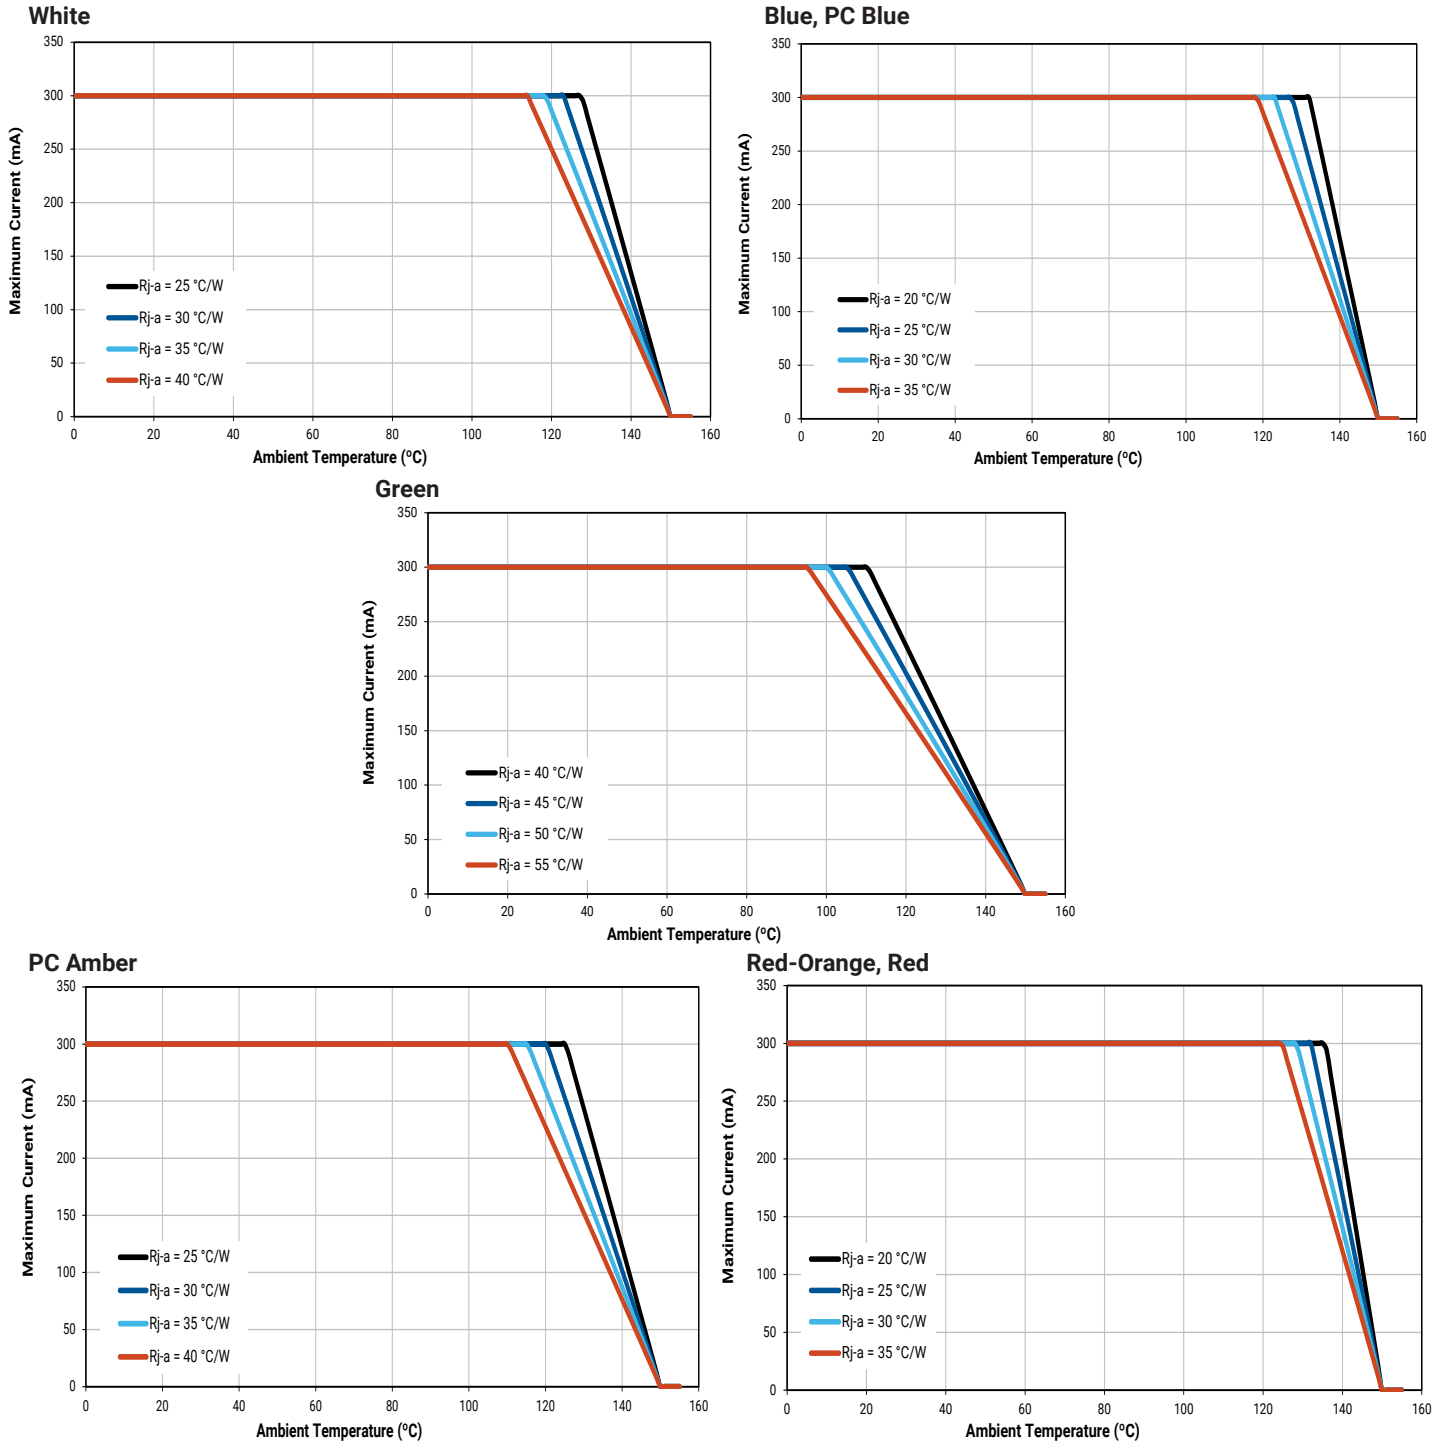 White
350
300
250
200
150
100
50
0
Maximum Current (mA)
Rj-a = 25 °C/W
Rj-a = 30 °C/W
Rj-a = 35 °C/W
Rj-a = 40 °C/W
0 20 40 60 80 100 120 140 160
Ambient Temperature (ºC)
Blue, PC Blue
350
300
250
200
150
100
50
0
Maximum Current (mA)
Rj-a = 20 °C/W
Rj-a = 25 °C/W
Rj-a = 30 °C/W
Rj-a = 35 °C/W
0 20 40 60 80 100 120 140 160
Ambient Temperature (ºC)
Green
350
300
250
200
150
100
50
0
Maximum Current (mA)
Rj-a = 40 °C/W
Rj-a = 45 °C/W
Rj-a = 50 °C/W
Rj-a = 55 °C/W
0 20 40 60 80 100 120 140 160
Ambient Temperature (ºC)
PC Amber
350
300
250
200
150
100
50
0
Maximum Current (mA)
Rj-a = 25 °C/W
Rj-a = 30 °C/W
Rj-a = 35 °C/W
Rj-a = 40 °C/W
0 20 40 60 80 100 120 140 160
Ambient Temperature (ºC)
Red-Orange, Red
350
300
250
200
150
100
50
0
Maximum Current (mA)
Rj-a = 20 °C/W
Rj-a = 25 °C/W
Rj-a = 30 °C/W
Rj-a = 35 °C/W
0 20 40 60 80 100 120 140 160
Ambient Temperature (ºC)